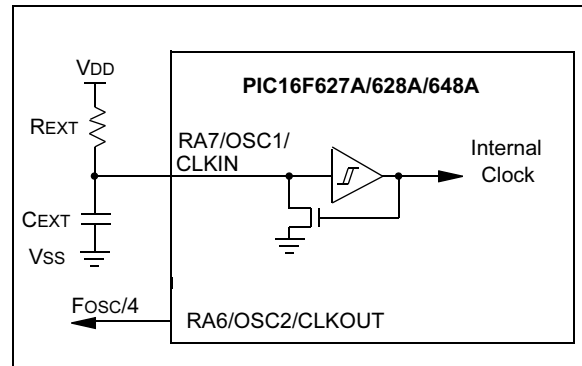 VDD
PIC16F627A/628A/648A
REXT
RA7/OSC1/
CLKIN
Internal
Clock
CEXT
VSS
FOSC/4
RA6/OSC2/CLKOUT